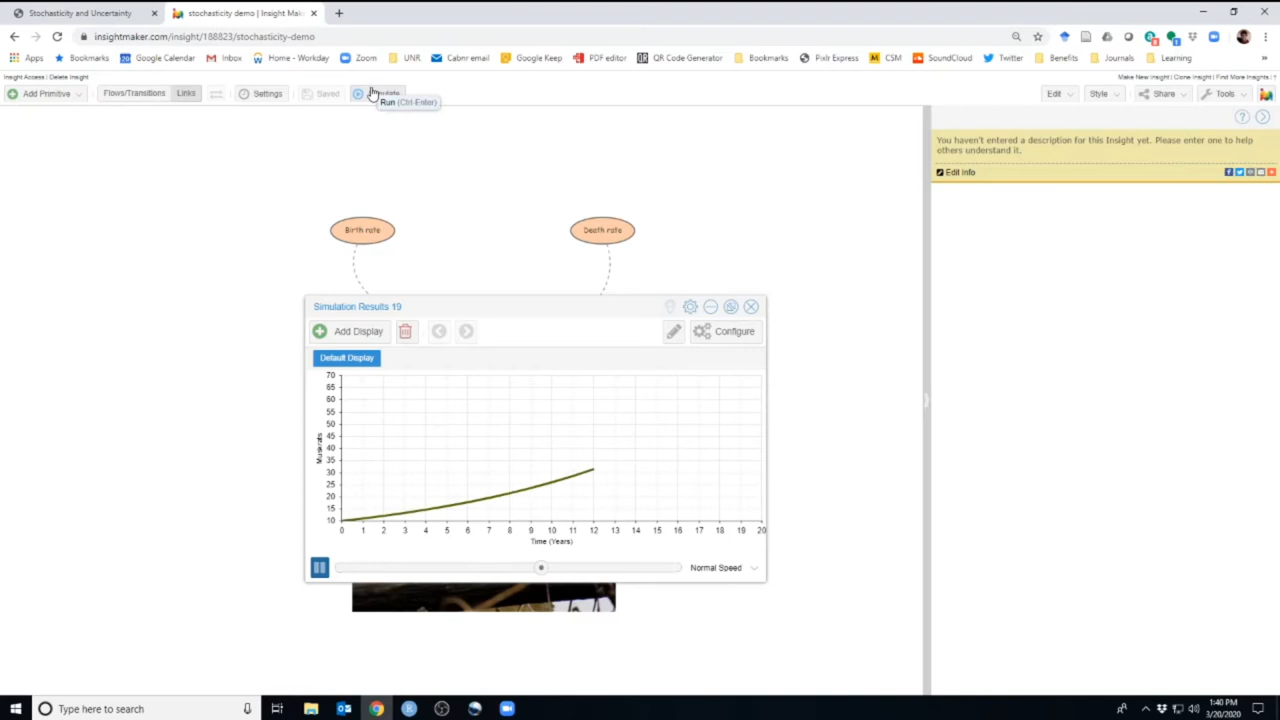 Stochasticity and Uncertainty
stochasticity demo | Insight Mak
insightmaker.com/insight/188823/stochasticity-demo
Apps
Bookmarks
Google Calendar
Inbox
Home - Workday
Zoom
UNR
Cabnr email
Google Keep
PDF editor
QR Code Generator
Bookmarks
Pixlr Express
CSM
SoundCloud
Twitter
Benefits
Journals
Learning
»
Insight Access | Delete Insight
Make New Insight | Clone Insight | Find More Insights | ?
Add Primitive
Flows/Transitions
Links
Settings
Saved
Run (Ctrl-Enter)
Edit
Style
Share
Tools
You haven't entered a description for this Insight yet. Please enter one to help
others understand it.
Edit Info
Birth rate
Death rate
Simulation Results 19
Add Display
Configure
Default Display
70
65
60
55
50
45
40
35
30
25
20
15
10
Muskrats
0 1 2 3 4 5 6 7 8 9 10 11 12 13 14 15 16 17 18 19 20
Time (Years)
Normal Speed
Type here to search
1:40 PM
3/20/2020